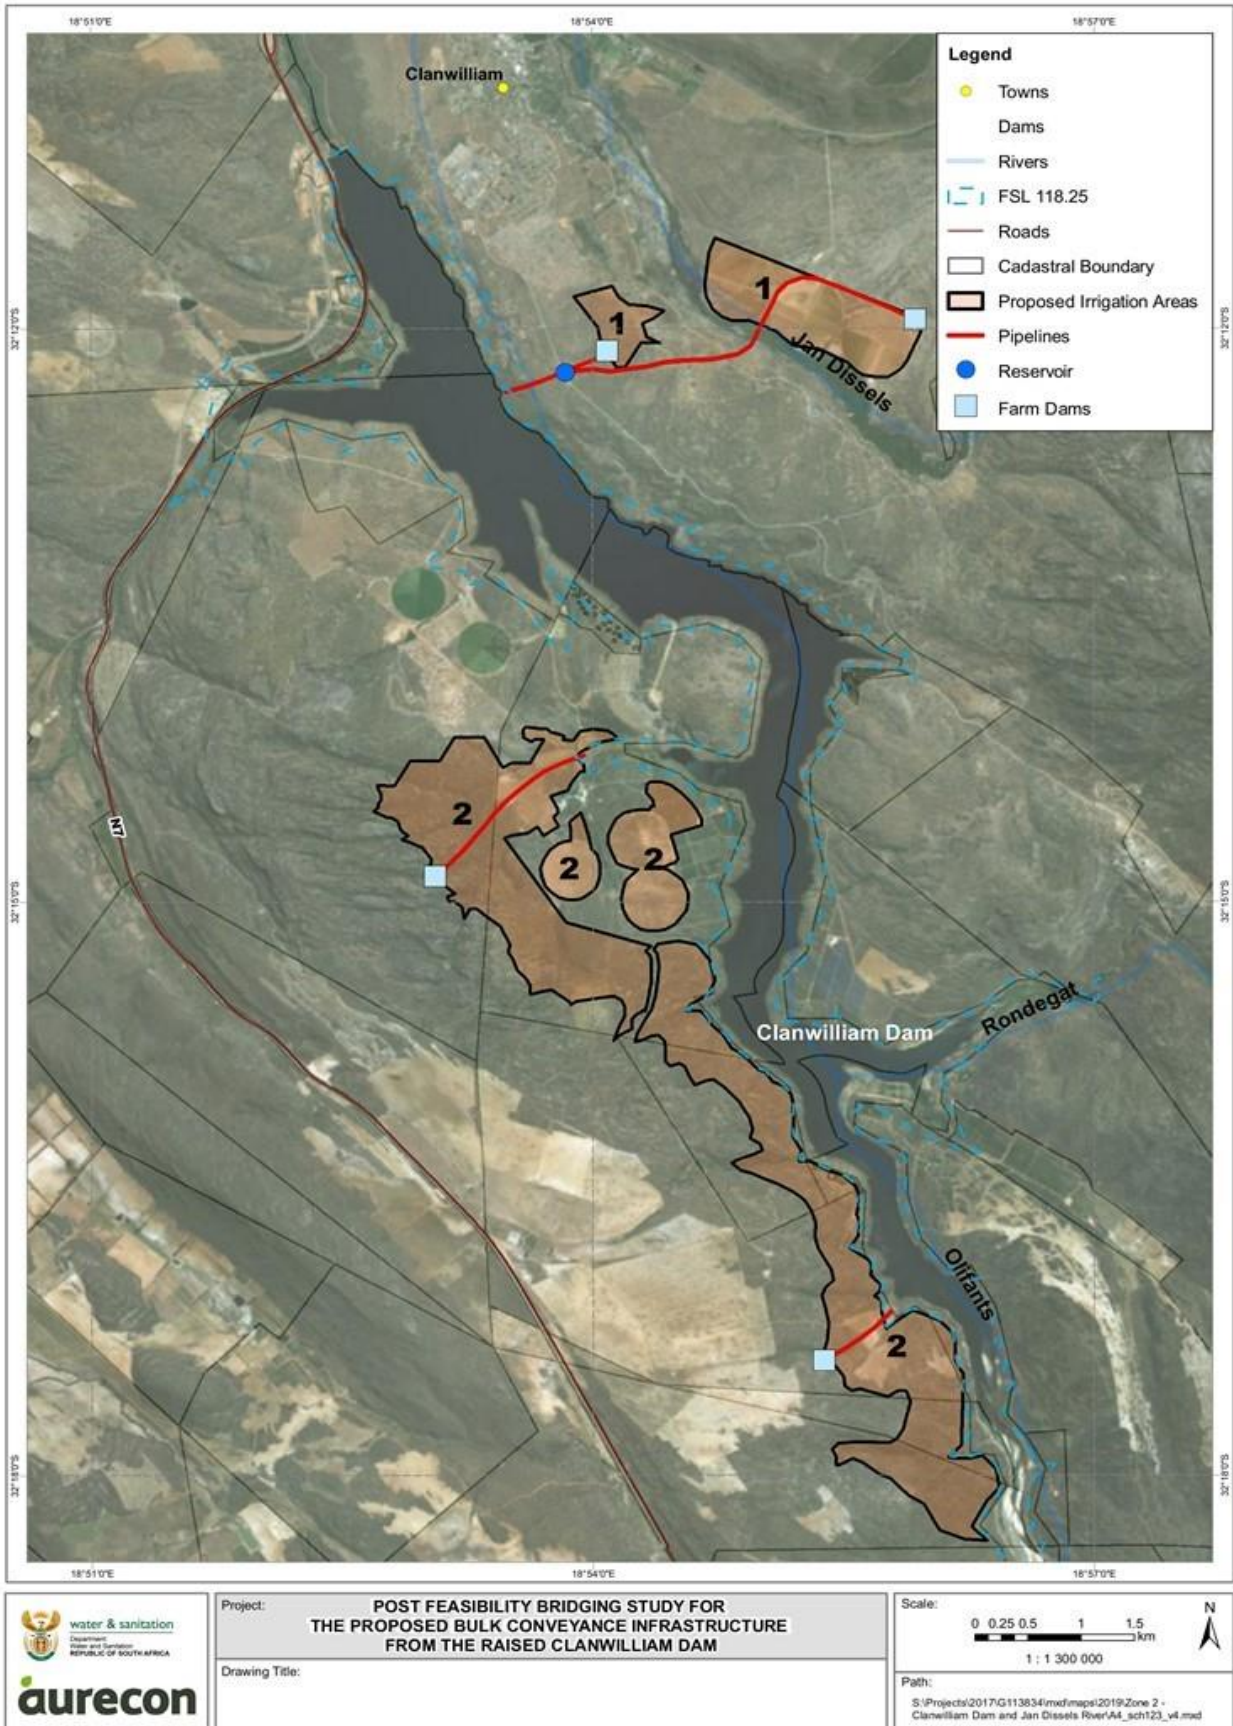 18°51'0"E
18°54'0"E
18°57'0"E
Clanwilliam
Legend
Towns
Dams
Rivers
FSL 118.25
Roads
Cadastral Boundary
Proposed Irrigation Areas
Pipelines
Reservoir
Farm Dams
1
1
Jan Dissels
32°12'0"S
32°12'0"S
2
2
2
N7
32°15'0"S
32°15'0"S
Clanwilliam Dam
Rondegat
Olifants
2
32°18'0"S
32°18'0"S
18°51'0"E
18°54'0"E
18°57'0"E
water & sanitation
Department:
Water and Sanitation
REPUBLIC OF SOUTH AFRICA
aurecon
Project:
POST FEASIBILITY BRIDGING STUDY FOR
THE PROPOSED BULK CONVEYANCE INFRASTRUCTURE
FROM THE RAISED CLANWILLIAM DAM
Drawing Title:
Scale:
0 0.25 0.5 1 1.5
km
1 : 1 300 000
N
Path:
S:\Projects\2017\G113834\mxd\maps\2019\Zone 2 -
Clanwilliam Dam and Jan Dissels River\A4_sch123_v4.mxd